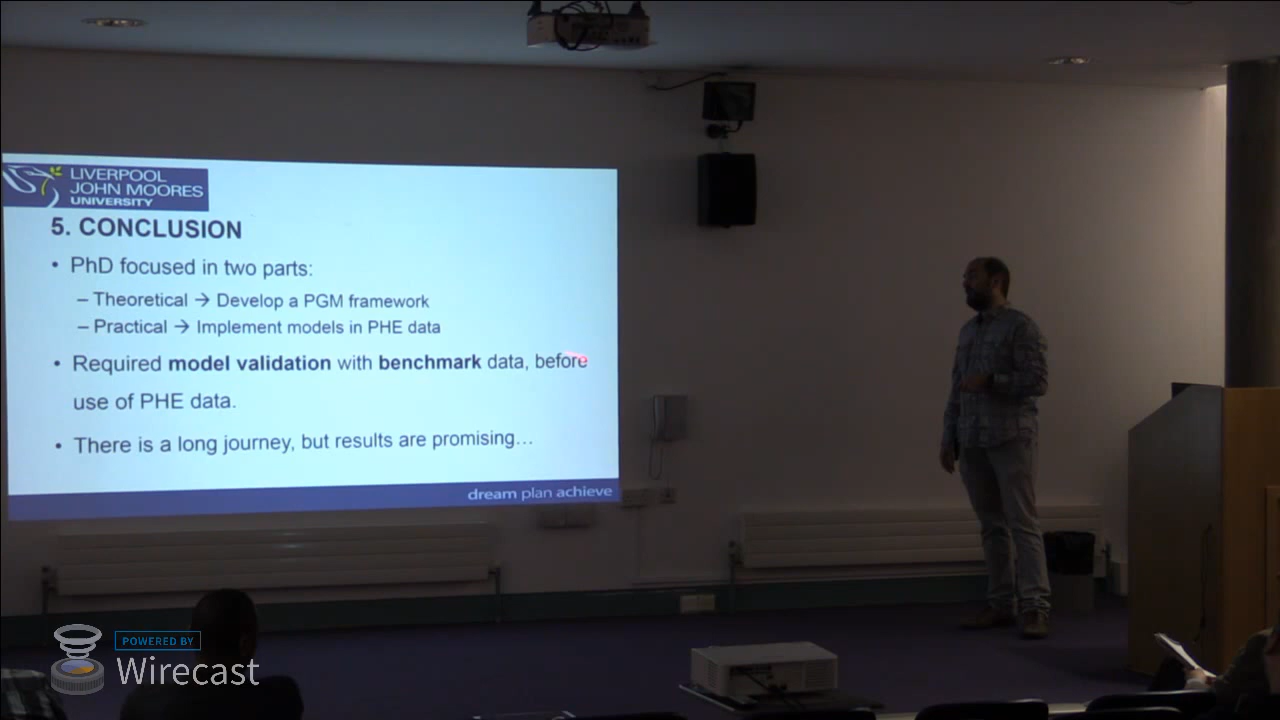 LIVERPOOL
JOHN MOORES
UNIVERSITY
5. CONCLUSION
• PhD focused in two parts:
– Theoretical → Develop a PGM framework
– Practical → Implement models in PHE data
• Required model validation with benchmark data, before
use of PHE data.
• There is a long journey, but results are promising…
dream plan achieve
POWERED BY
Wirecast